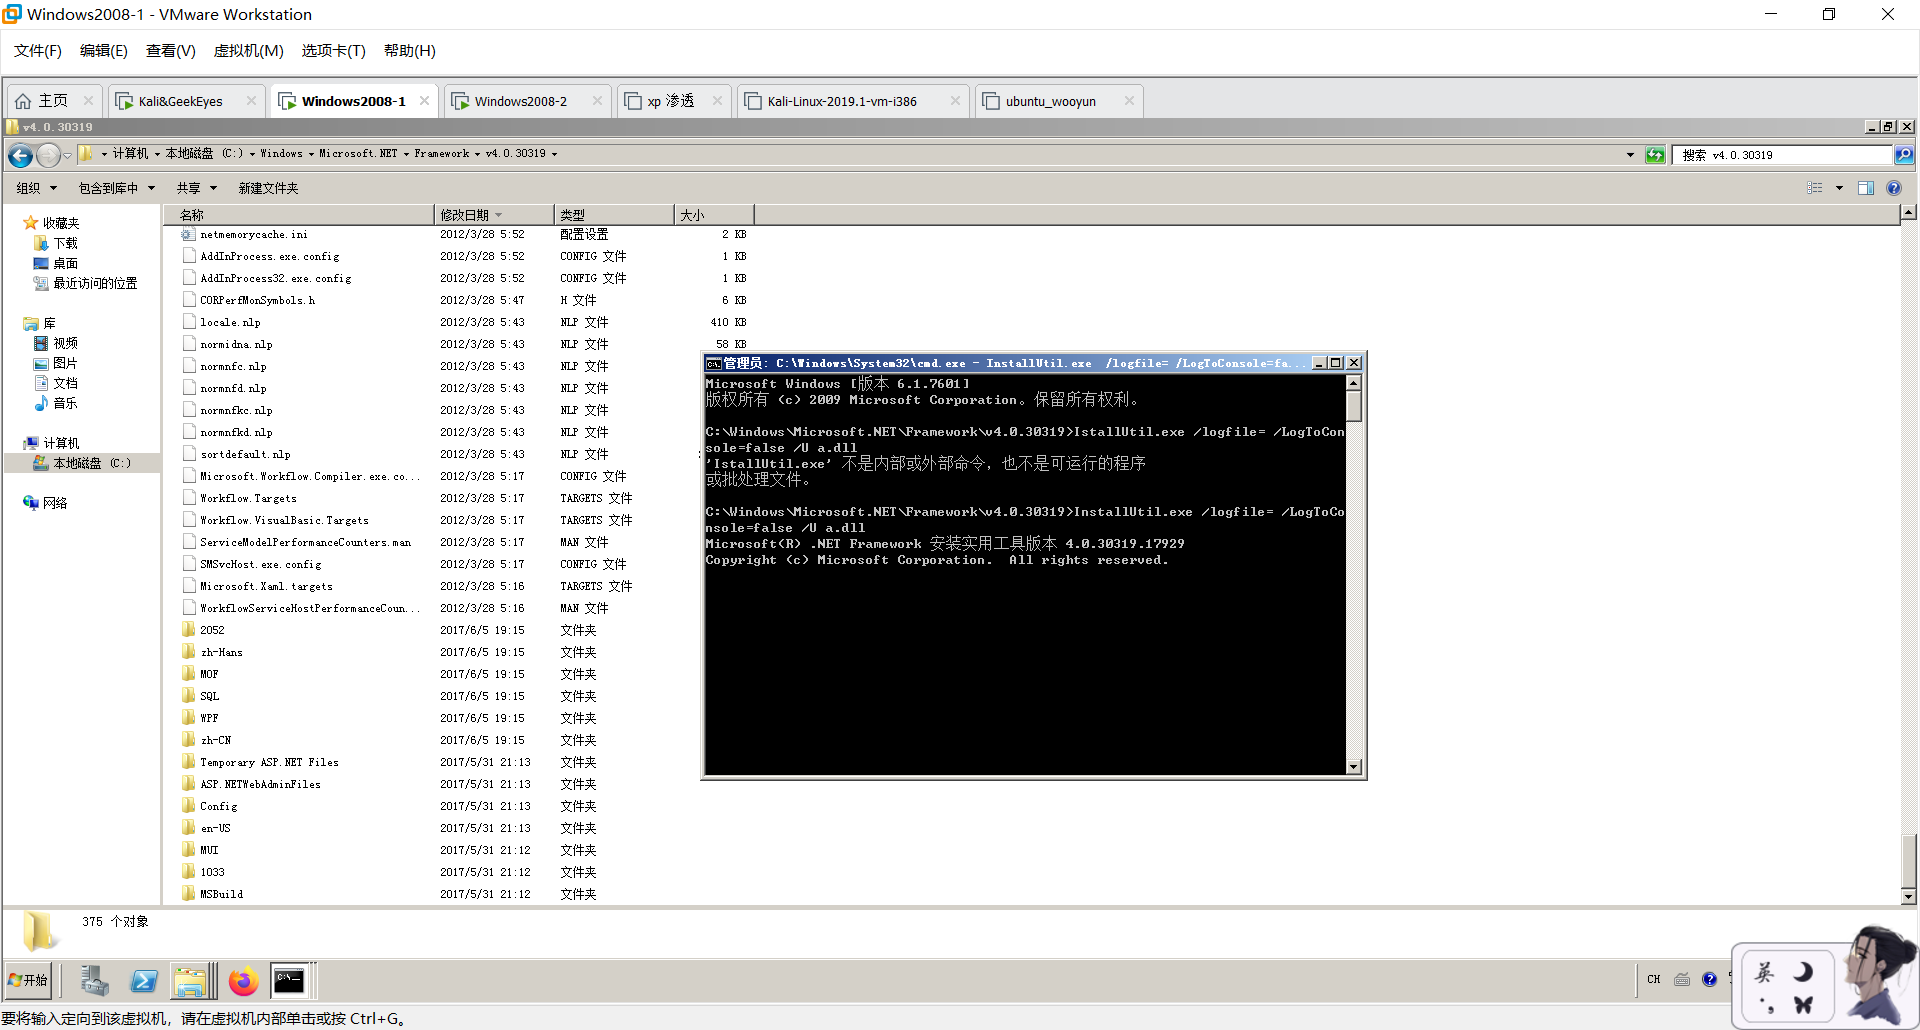 Windows2008-1 - VMware Workstation
文件(F) 编辑(E) 查看(V) 虚拟机(M) 选项卡(T) 帮助(H)
主页 Kali&GeekEyes Windows2008-1 Windows2008-2 xp 渗透 Kali-Linux-2019.1-vm-i386 ubuntu_wooyun
v4.0.30319
计算机 本地磁盘 (C:) Windows Microsoft.NET Framework v4.0.30319 搜索 v4.0.30319
组织 包含到库中 共享 新建文件夹
收藏夹
下载
桌面
最近访问的位置
库
视频
图片
文档
音乐
计算机
本地磁盘 (C:)
网络
名称 修改日期 类型 大小
netmemorycache.ini 2012/3/28 5:52 配置设置 2 KB
AddInProcess.exe.config 2012/3/28 5:52 CONFIG 文件 1 KB
AddInProcess32.exe.config 2012/3/28 5:52 CONFIG 文件 1 KB
CORPerfMonSymbols.h 2012/3/28 5:47 H 文件 6 KB
locale.nlp 2012/3/28 5:43 NLP 文件 410 KB
normidna.nlp 2012/3/28 5:43 NLP 文件 58 KB
normnfc.nlp 2012/3/28 5:43 NLP 文件
normnfd.nlp 2012/3/28 5:43 NLP 文件
normnfkc.nlp 2012/3/28 5:43 NLP 文件
normnfkd.nlp 2012/3/28 5:43 NLP 文件
sortdefault.nlp 2012/3/28 5:43 NLP 文件
Microsoft.Workflow.Compiler.exe.co... 2012/3/28 5:17 CONFIG 文件
Workflow.Targets 2012/3/28 5:17 TARGETS 文件
Workflow.VisualBasic.Targets 2012/3/28 5:17 TARGETS 文件
ServiceModelPerformanceCounters.man 2012/3/28 5:17 MAN 文件
SMSvcHost.exe.config 2012/3/28 5:17 CONFIG 文件
Microsoft.Xaml.targets 2012/3/28 5:16 TARGETS 文件
WorkflowServiceHostPerformanceCoun... 2012/3/28 5:16 MAN 文件
2052 2017/6/5 19:15 文件夹
zh-Hans 2017/6/5 19:15 文件夹
MOF 2017/6/5 19:15 文件夹
SQL 2017/6/5 19:15 文件夹
WPF 2017/6/5 19:15 文件夹
zh-CN 2017/6/5 19:15 文件夹
Temporary ASP.NET Files 2017/5/31 21:13 文件夹
ASP.NETWebAdminFiles 2017/5/31 21:13 文件夹
Config 2017/5/31 21:13 文件夹
en-US 2017/5/31 21:13 文件夹
MUI 2017/5/31 21:12 文件夹
1033 2017/5/31 21:12 文件夹
MSBuild 2017/5/31 21:12 文件夹
管理员: C:\Windows\System32\cmd.exe - InstallUtil.exe /logfile= /LogToConsole=fa...
Microsoft Windows [版本 6.1.7601]
版权所有 (c) 2009 Microsoft Corporation。保留所有权利。
C:\Windows\Microsoft.NET\Framework\v4.0.30319>IstallUtil.exe /logfile= /LogToCon
sole=false /U a.dll
'IstallUtil.exe' 不是内部或外部命令，也不是可运行的程序
或批处理文件。
C:\Windows\Microsoft.NET\Framework\v4.0.30319>InstallUtil.exe /logfile= /LogToCo
nsole=false /U a.dll
Microsoft(R) .NET Framework 安装实用工具版本 4.0.30319.17929
Copyright (c) Microsoft Corporation.  All rights reserved.
375 个对象
开始 CH
英
要将输入定向到该虚拟机，请在虚拟机内部单击或按 Ctrl+G。